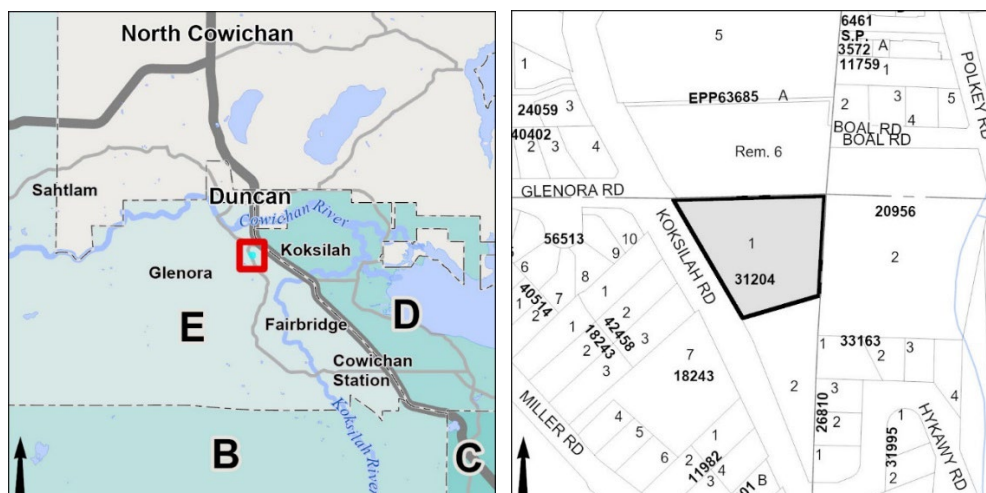 North Cowichan
Sahtlam
Duncan
Cowichan River
Koksilah
Glenora
E
D
Fairbridge
Cowichan
Station
Koksilah River
B
C
5
6461
S.P.
3572
A
11759
1
POLKEY RD
1
24059
3
EPP63685
A
2
3
5
40402
2
3
4
4
BOAL RD
BOAL RD
Rem. 6
GLENORA RD
20956
KOKSILAH RD
1
31204
2
56513
10
9
6
8
7
40514
1
2
1
2
42458
3
1
18243
2
3
7
18243
33163
1
2
3
2
3
26810
2
4
MILLER RD
4
5
6
1
2
3
4
11982
01 B
1
1
31995
2
HYKAWY RD